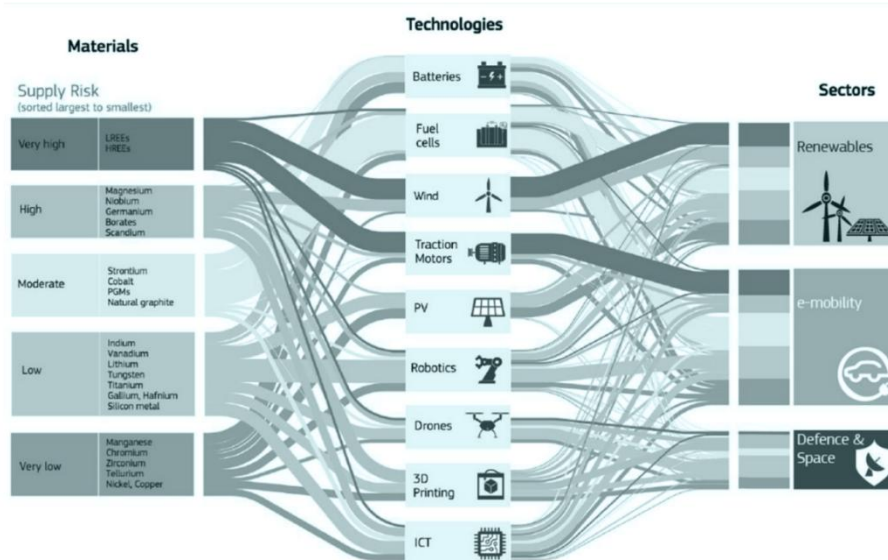 Technologies
Materials
Sectors
Supply Risk
(sorted largest to smallest)
Very high
LREEs
HREEs
High
Magnesium
Niobium
Germanium
Borates
Scandium
Moderate
Strontium
Cobalt
PGMs
Natural graphite
Low
Indium
Vanadium
Lithium
Tungsten
Titanium
Gallium, Hafnium
Silicon metal
Very low
Manganese
Chromium
Zirconium
Tellurium
Nickel, Copper
Batteries
Fuel
cells
Wind
Traction
Motors
PV
Robotics
Drones
3D
Printing
ICT
Renewables
e-mobility
Defence &
Space